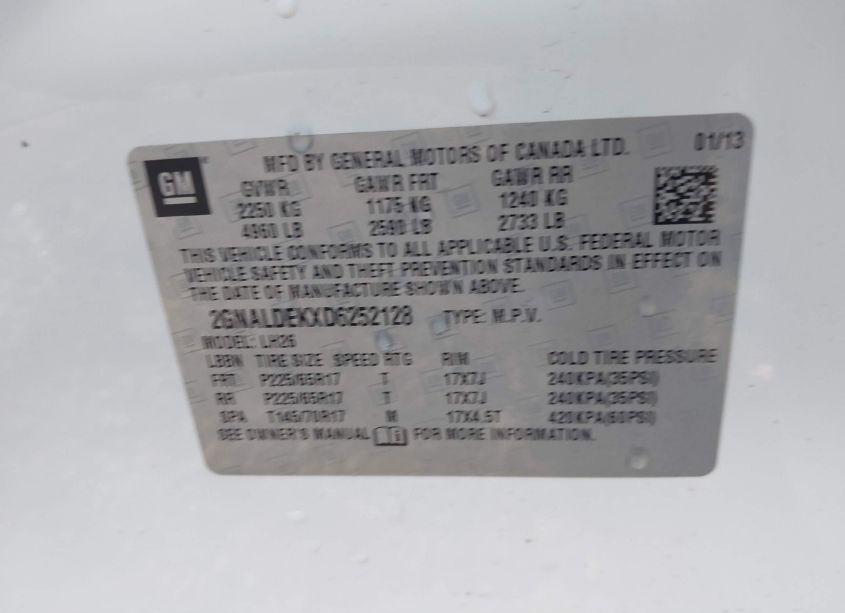 GM
MFD BY GENERAL MOTORS OF CANADA LTD. 01/13
GVWR GAWR FRT GAWR RR
2250 KG 1175 KG 1240 KG
4960 LB 2590 LB 2733 LB
THIS VEHICLE CONFORMS TO ALL APPLICABLE U.S. FEDERAL MOTOR
VEHICLE SAFETY AND THEFT PREVENTION STANDARDS IN EFFECT ON
THE DATE OF MANUFACTURE SHOWN ABOVE.
2GNALDEKXD6252128 TYPE: M.P.V.
MODEL: LH26
TIRE SIZE SPEED RTG RIM COLD TIRE PRESSURE
FRT P225/65R17 T 17X7J 240KPA(35PSI)
RR P225/65R17 T 17X7J 240KPA(35PSI)
SPA T145/70R17 M 17X4.5T 420KPA(60PSI)
SEE OWNER'S MANUAL FOR MORE INFORMATION.